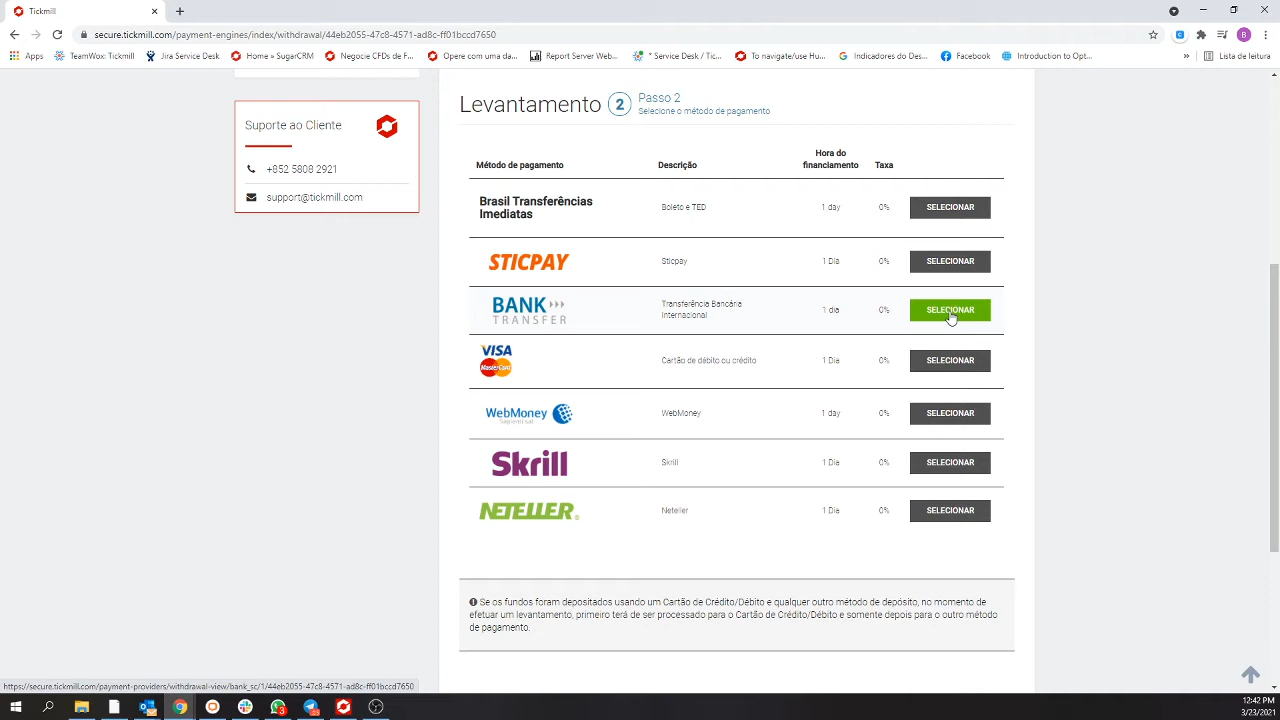 Tickmill
secure.tickmill.com/payment-engines/index/withdrawal/44eb2055-47c8-4571-ad8c-ff01bccd7650
B
Apps
TeamWox: Tickmill
Jira Service Desk
Home » SugarCRM
Negocie CFDs de F...
Opere com uma da...
Report Server Web...
* Service Desk / Tic...
To navigate/use Hu...
Indicadores do Des...
Facebook
Introduction to Opt...
»
Lista de leitura
Suporte ao Cliente
+852 5808 2921
support@tickmill.com
Levantamento 2 Passo 2
Selecione o método de pagamento
Método de pagamento Descrição Hora do financiamento Taxa
Brasil Transferências Imediatas Boleto e TED 1 day 0% SELECIONAR
STICPAY Sticpay 1 Dia 0% SELECIONAR
BANK TRANSFER Transferência Bancária Internacional 1 dia 0% SELECIONAR
VISA MasterCard Cartão de débito ou crédito 1 Dia 0% SELECIONAR
WebMoney WebMoney 1 day 0% SELECIONAR
Skrill Skrill 1 Dia 0% SELECIONAR
NETELLER® Neteller 1 Dia 0% SELECIONAR
Se os fundos foram depositados usando um Cartão de Crédito/Débito e qualquer outro método de depósito, no momento de
efetuar um levantamento, primeiro terá de ser processado para o Cartão de Crédito/Débito e somente depois para o outro método
de pagamento.
https://secure.tickmill.com/payment-providers/withdrawal-view/bank_sc/1/44eb2055-47c8-4571-ad8c-ff01bccd7650
12:42 PM
3/23/2021